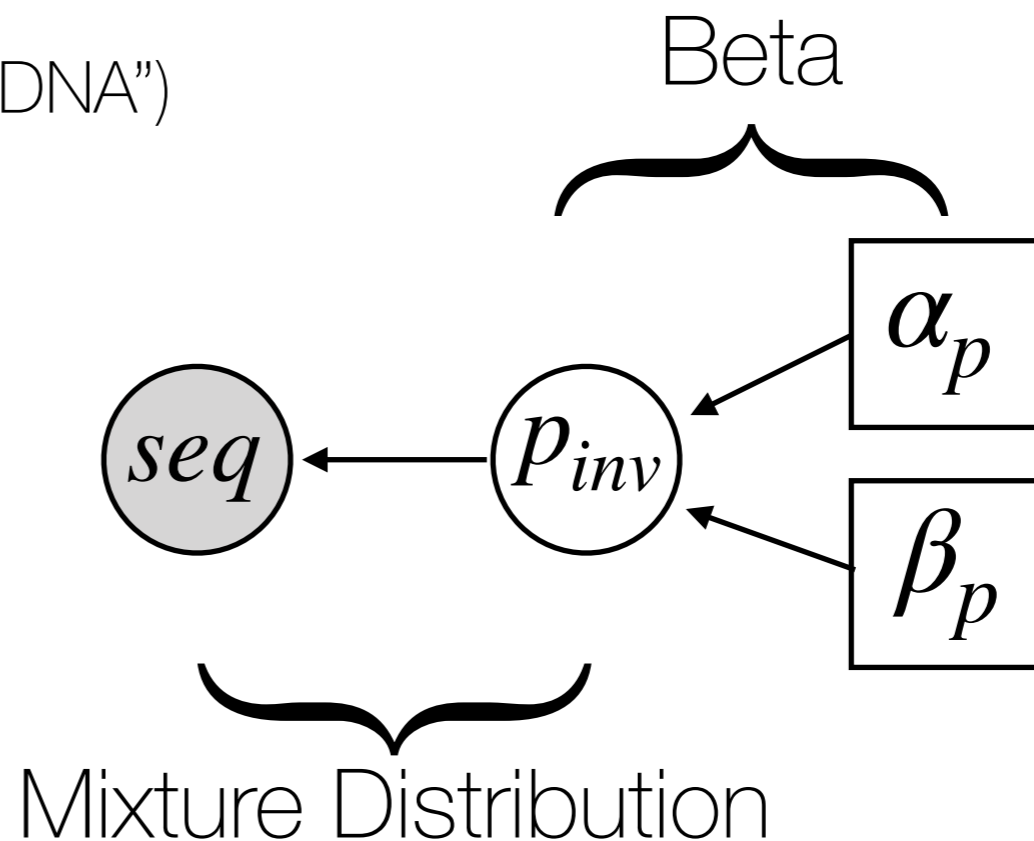 Beta
DNA”)
α_p
seq
p_inv
β_p
Mixture Distribution